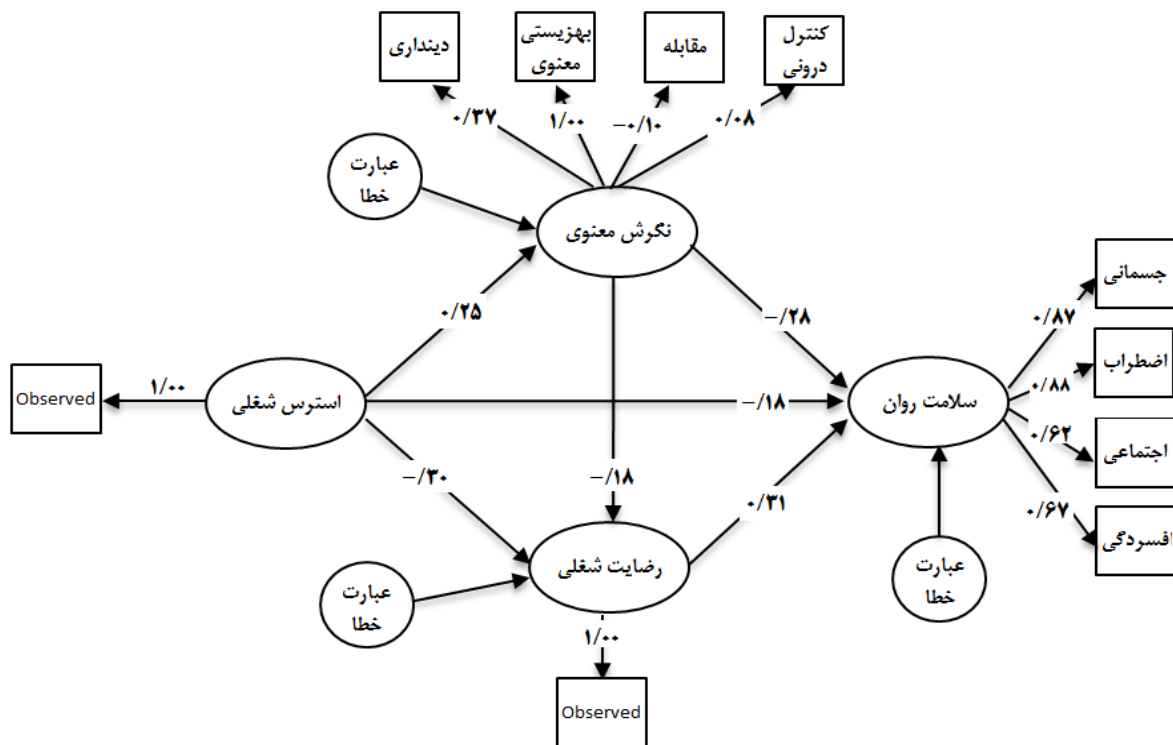 دینداری
بهزیستی
معنوی
مقابله
کنترل
درونی
۰/۳۷
۱/۰۰
-۰/۱۰
۰/۰۸
عبارت
خطا
نگرش معنوی
جسمانی
۰/۲۵
-/۲۸
۰/۸۷
اضطراب
Observed
۱/۰۰
استرس شغلی
-/۱۸
سلامت روان
۰/۸۸
۰/۶۲
اجتماعی
-/۳۰
-/۱۸
۰/۳۱
۰/۶۷
افسردگی
رضایت شغلی
عبارت
خطا
عبارت
خطا
۱/۰۰
Observed